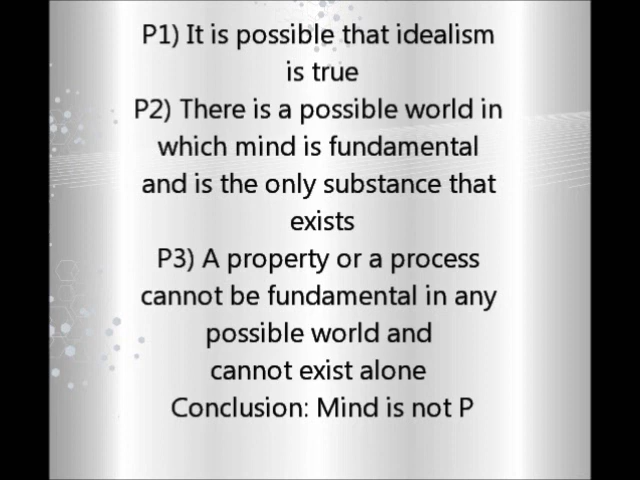 P1) It is possible that idealism
is true
P2) There is a possible world in
which mind is fundamental
and is the only substance that
exists
P3) A property or a process
cannot be fundamental in any
possible world and
cannot exist alone
Conclusion: Mind is not P